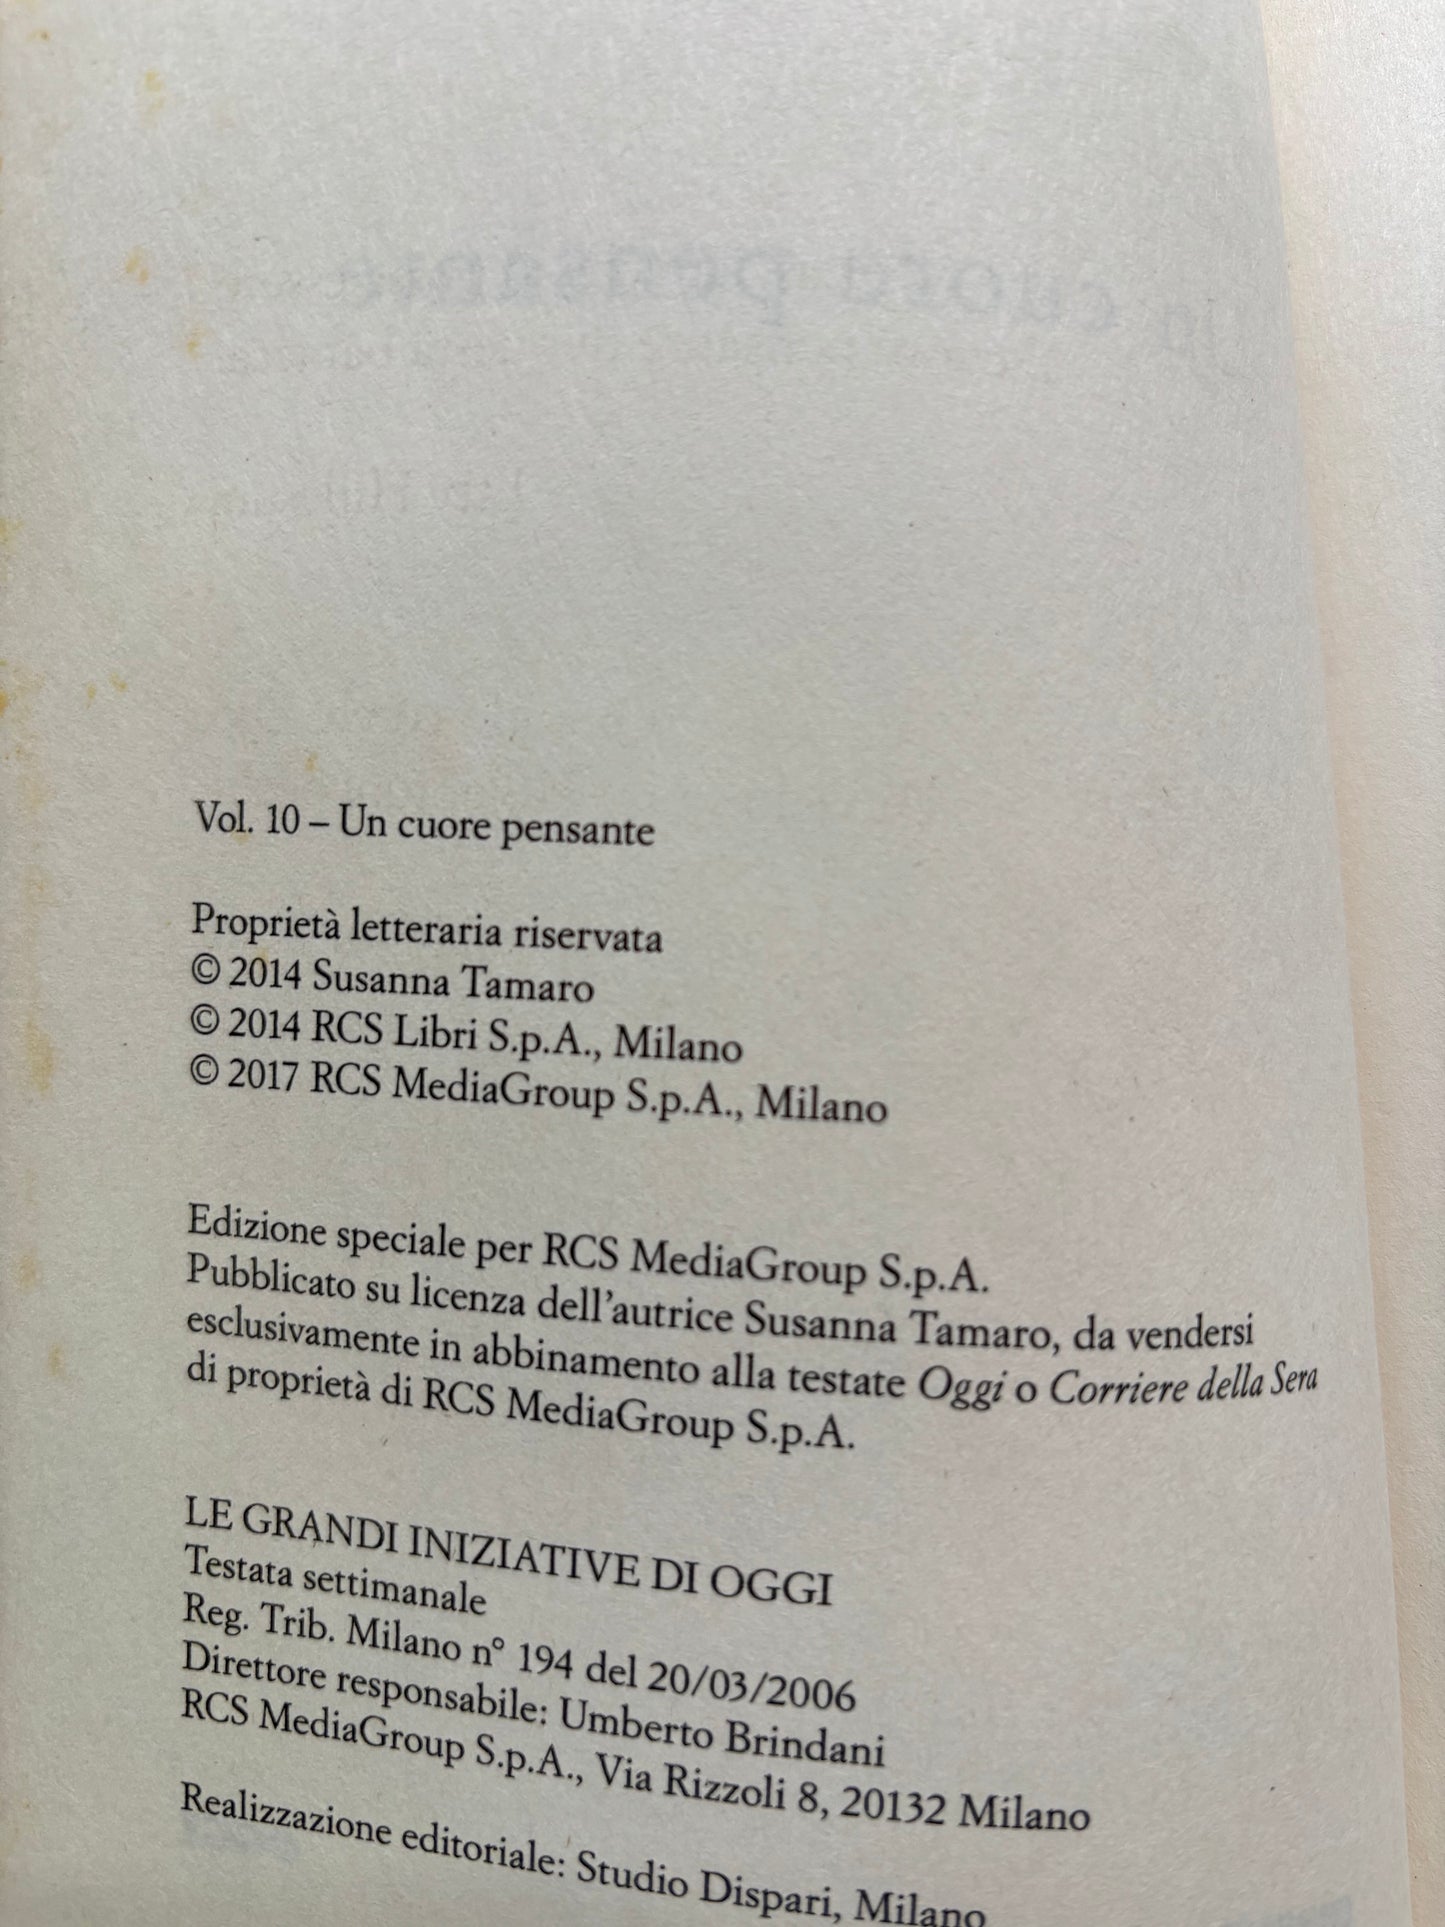 Vol. 10 – Un cuore pensante
Proprietà letteraria riservata
© 2014 Susanna Tamaro
© 2014 RCS Libri S.p.A., Milano
© 2017 RCS MediaGroup S.p.A., Milano
Edizione speciale per RCS MediaGroup S.p.A.
Pubblicato su licenza dell'autrice Susanna Tamaro, da vendersi
esclusivamente in abbinamento alla testate Oggi o Corriere della Sera
di proprietà di RCS MediaGroup S.p.A.
LE GRANDI INIZIATIVE DI OGGI
Testata settimanale
Reg. Trib. Milano n° 194 del 20/03/2006
Direttore responsabile: Umberto Brindani
RCS MediaGroup S.p.A., Via Rizzoli 8, 20132 Milano
Realizzazione editoriale: Studio Dispari, Milano